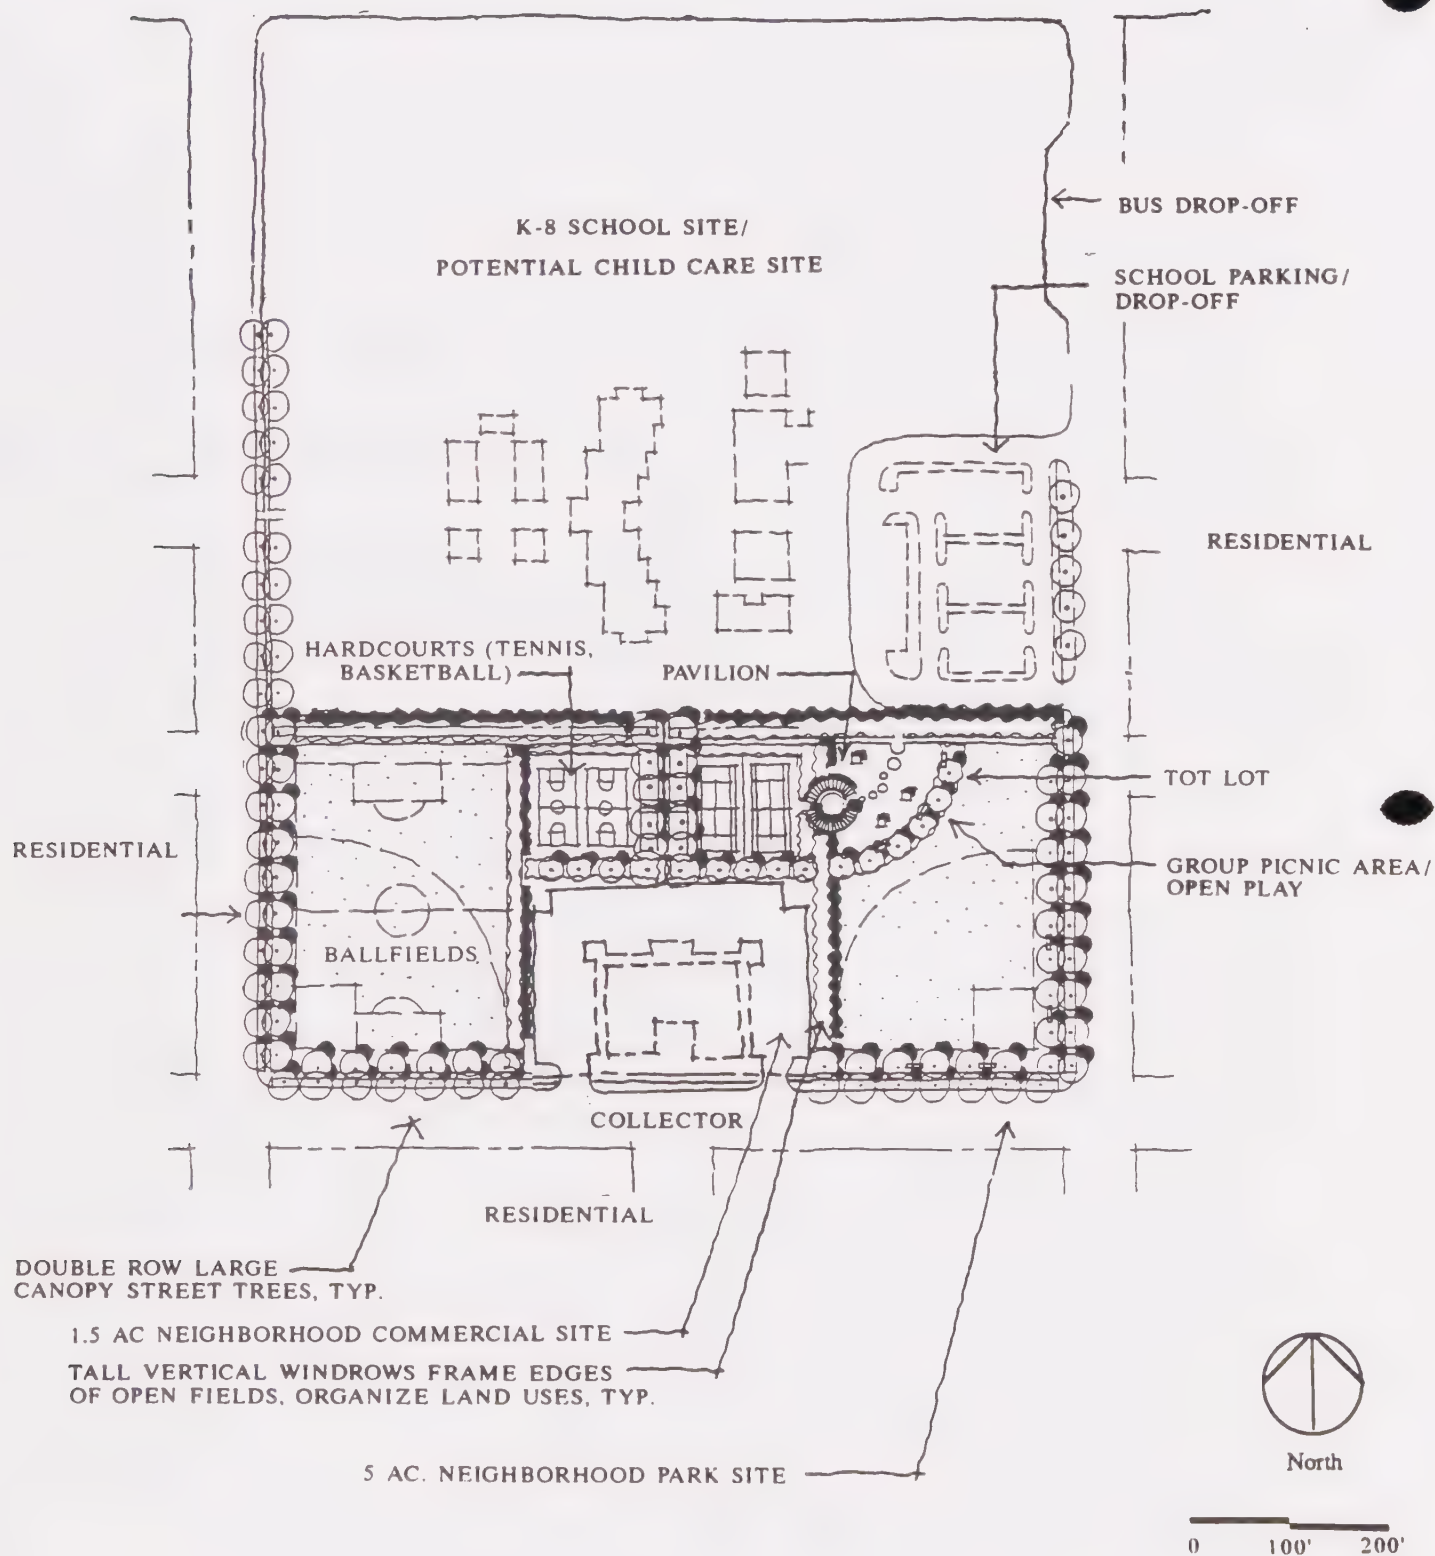 BUS DROP-OFF
K-8 SCHOOL SITE/
POTENTIAL CHILD CARE SITE
SCHOOL PARKING/
DROP-OFF
RESIDENTIAL
HARDCOURTS (TENNIS,
BASKETBALL)
PAVILION
TOT LOT
RESIDENTIAL
GROUP PICNIC AREA/
OPEN PLAY
BALLFIELDS
COLLECTOR
RESIDENTIAL
DOUBLE ROW LARGE
CANOPY STREET TREES, TYP.
1.5 AC NEIGHBORHOOD COMMERCIAL SITE
TALL VERTICAL WINDROWS FRAME EDGES
OF OPEN FIELDS, ORGANIZE LAND USES, TYP.
5 AC. NEIGHBORHOOD PARK SITE
North
0 100' 200'